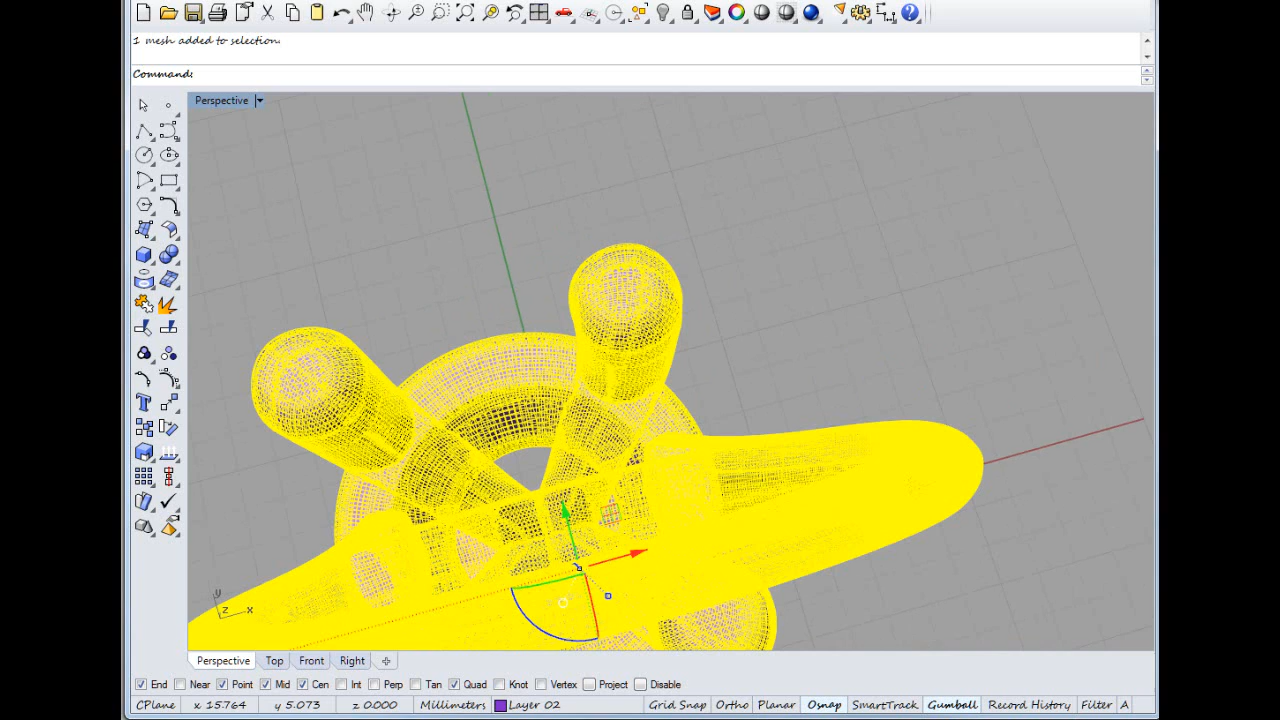 1 mesh added to selection.
Command:
Perspective
y
z x
Perspective Top Front Right
End Near Point Mid Cen Int Perp Tan Quad Knot Vertex Project Disable
CPlane x 15.764 y 5.073 z 0.000 Millimeters Layer 02 Grid Snap Ortho Planar Osnap SmartTrack Gumball Record History Filter A